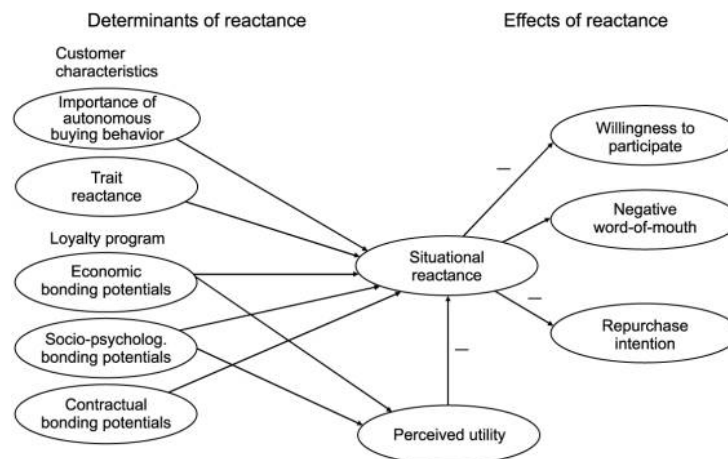 Determinants of reactance
Effects of reactance
Customer
characteristics
Importance of
autonomous
buying behavior
Trait
reactance
Loyalty program
Economic
bonding potentials
Socio-psycholog.
bonding potentials
Contractual
bonding potentials
Situational
reactance
Perceived utility
Willingness to
participate
Negative
word-of-mouth
Repurchase
intention
–
–
–